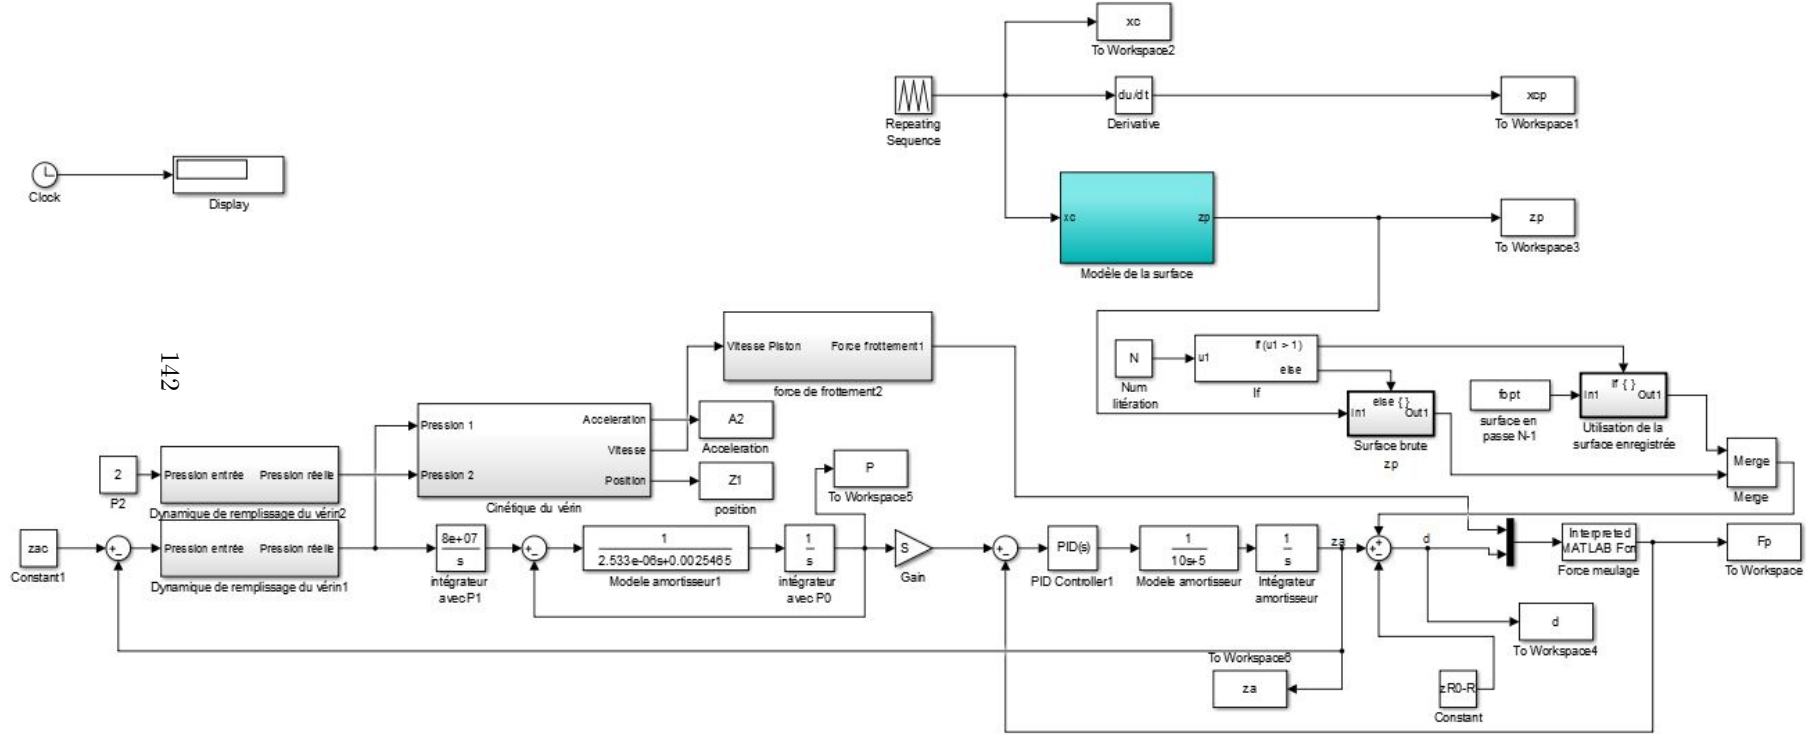 xc
To Workspace2
du/dt
xcp
Repeating
Sequence
Derivative
To Workspace1
Clock
Display
xc
zp
zp
Modèle de la surface
To Workspace3
142
Vitesse Piston
Force frottement1
force de frottement2
N
Num
litération
u1
if(u1 > 1)
else
If
else { }
In1
Out1
Surface brute
zp
fopt
surface en
passe N-1
if { }
In1
Out1
Utilisation de la
surface enregistrée
Merge
Merge
Pression 1
Pression 2
Acceleration
Vitesse
Position
Cinétique du vérin
A2
Acceleration
Z1
position
P
To Workspace5
2
P2
Pression entrée
Pression réelle
Dynamique de remplissage du vérin2
zac
Constant1
+
-
Pression entrée
Pression réelle
Dynamique de remplissage du vérin1
8e+07
s
intégrateur
avec P1
+
-
1
2.533e-06s+0.0025465
Modele amortisseur1
1
s
intégrateur
avec P0
S
Gain
+
-
PID(s)
PID Controller1
1
10s+5
Modele amortisseur
1
s
Intégrateur
amortisseur
za
+
+
-
d
Interpreted
MATLAB Fcn
Force meulage
Fp
To Workspace
d
To Workspace4
To Workspace6
za
zR0-R
Constant